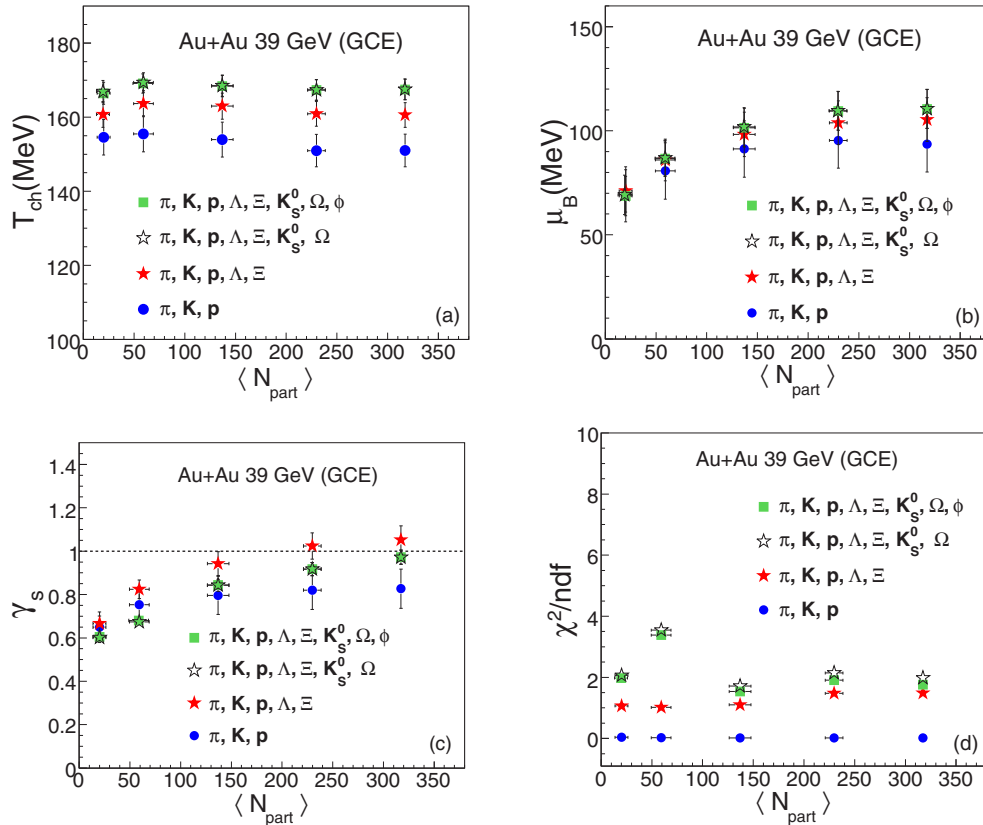 Au+Au 39 GeV (GCE)
T_ch (MeV)
180
160
140
120
100
π, K, p, Λ, Ξ, K⁰_S, Ω, ϕ
π, K, p, Λ, Ξ, K⁰_S, Ω
π, K, p, Λ, Ξ
π, K, p
(a)
0 50 100 150 200 250 300 350
⟨ N_part ⟩
Au+Au 39 GeV (GCE)
μ_B (MeV)
150
100
50
0
π, K, p, Λ, Ξ, K⁰_S, Ω, ϕ
π, K, p, Λ, Ξ, K⁰_S, Ω
π, K, p, Λ, Ξ
π, K, p
(b)
0 50 100 150 200 250 300 350
⟨ N_part ⟩
Au+Au 39 GeV (GCE)
γ_s
1.4
1.2
1
0.8
0.6
0.4
0.2
0
π, K, p, Λ, Ξ, K⁰_S, Ω, ϕ
π, K, p, Λ, Ξ, K⁰_S, Ω
π, K, p, Λ, Ξ
π, K, p
(c)
0 50 100 150 200 250 300 350
⟨ N_part ⟩
Au+Au 39 GeV (GCE)
χ²/ndf
10
8
6
4
2
0
π, K, p, Λ, Ξ, K⁰_S, Ω, ϕ
π, K, p, Λ, Ξ, K⁰_S, Ω
π, K, p, Λ, Ξ
π, K, p
(d)
0 50 100 150 200 250 300 350
⟨ N_part ⟩